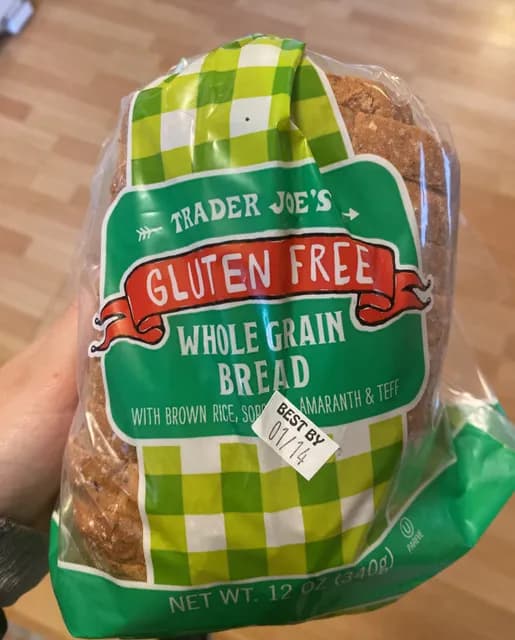 TRADER JOE'S
GLUTEN FREE
WHOLE GRAIN
BREAD
WITH BROWN RICE, AMARANTH & TEFF
BEST BY
01/14
U
PAREVE
NET WT. 12 OZ (340g)